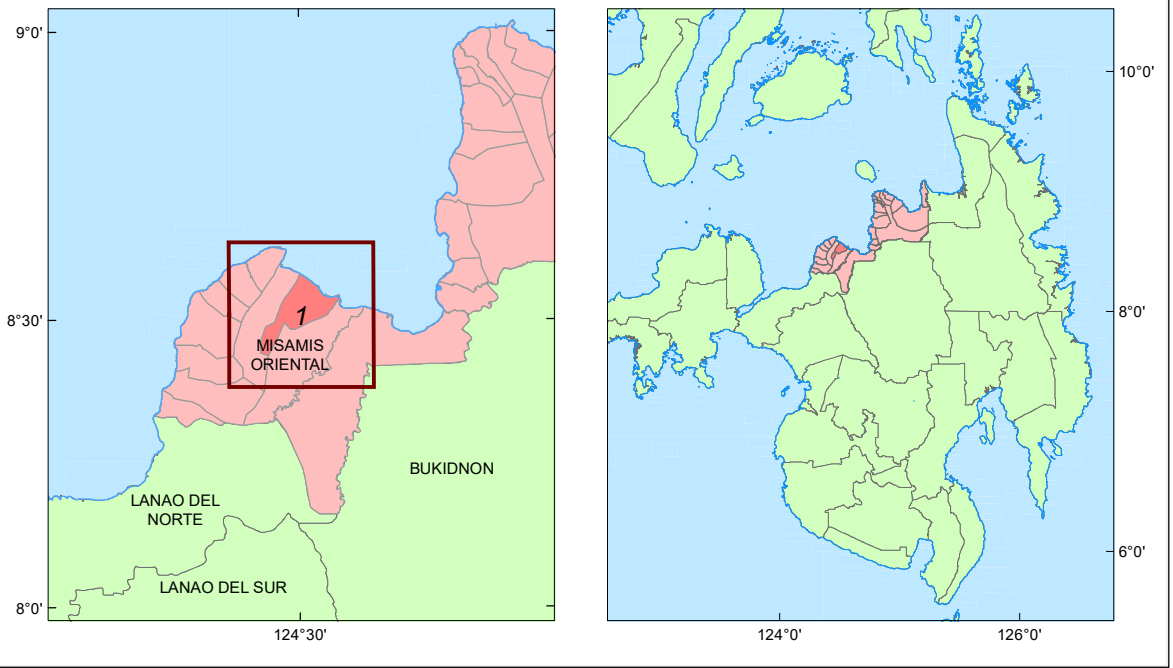 9°0'
8°30'
8°0'
124°30'
1
MISAMIS
ORIENTAL
BUKIDNON
LANAO DEL
NORTE
LANAO DEL SUR
10°0'
8°0'
6°0'
124°0'
126°0'